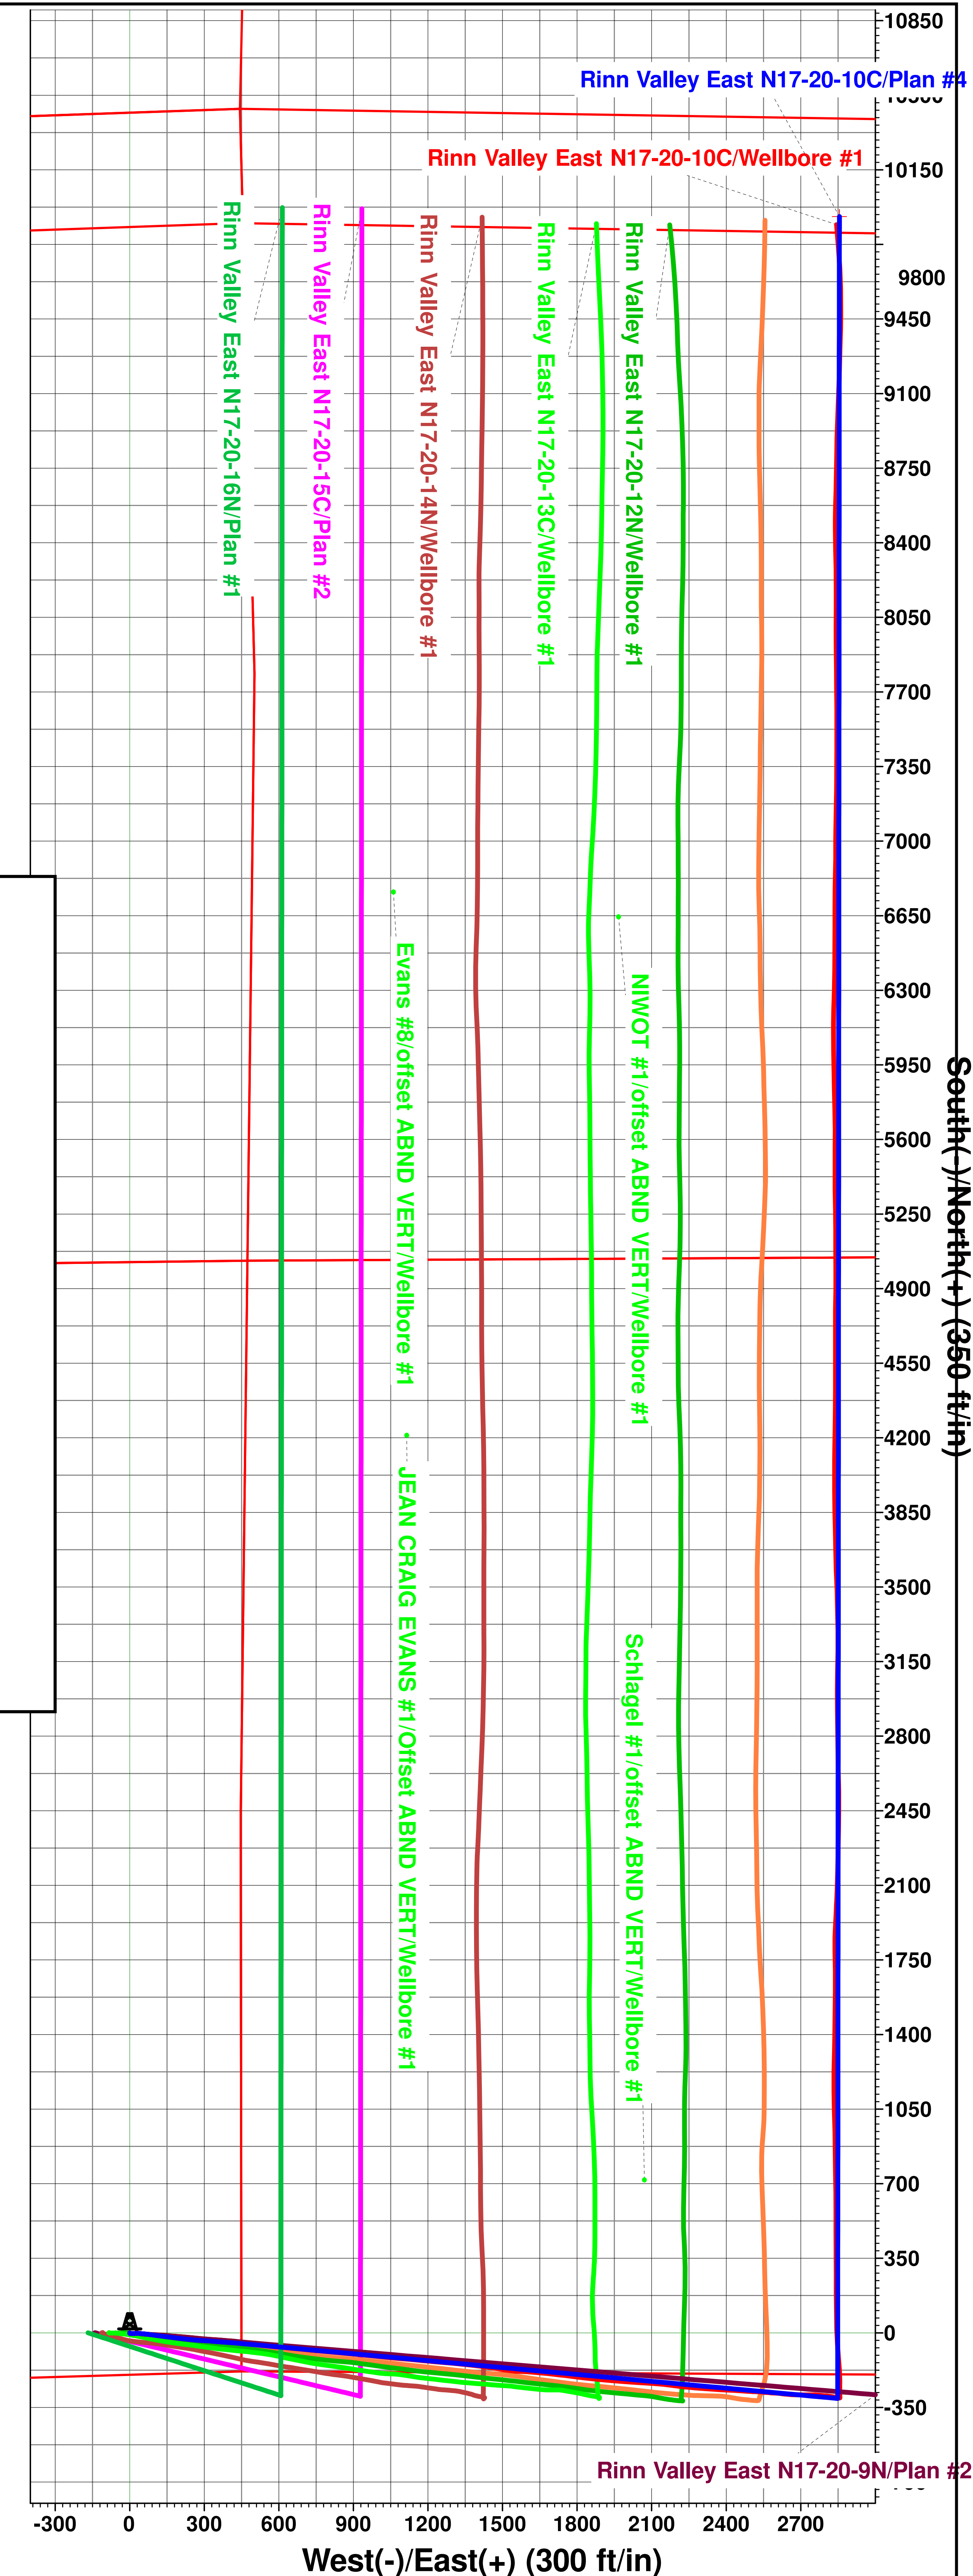 10850
Rinn Valley East N17-20-10C/Plan #4
Rinn Valley East N17-20-10C/Wellbore #1
10150
Rinn Valley East N17-20-16N/Plan #1
Rinn Valley East N17-20-15C/Plan #2
Rinn Valley East N17-20-14N/Wellbore #1
Rinn Valley East N17-20-13C/Wellbore #1
Rinn Valley East N17-20-12N/Wellbore #1
9800
9450
9100
8750
8400
8050
7700
7350
7000
6650
Evans #8/offset ABND VERT/Wellbore #1
NIWOT #1/offset ABND VERT/Wellbore #1
6300
5950
South(-)/North(+) (350 ft/in)
5600
5250
4900
4550
4200
JEAN CRAIG EVANS #1/Offset ABND VERT/Wellbore #1
3850
3500
Schlagel #1/offset ABND VERT/Wellbore #1
3150
2800
2450
2100
1750
1400
1050
700
350
0
-350
Rinn Valley East N17-20-9N/Plan #2
-300 0 300 600 900 1200 1500 1800 2100 2400 2700
West(-)/East(+) (300 ft/in)